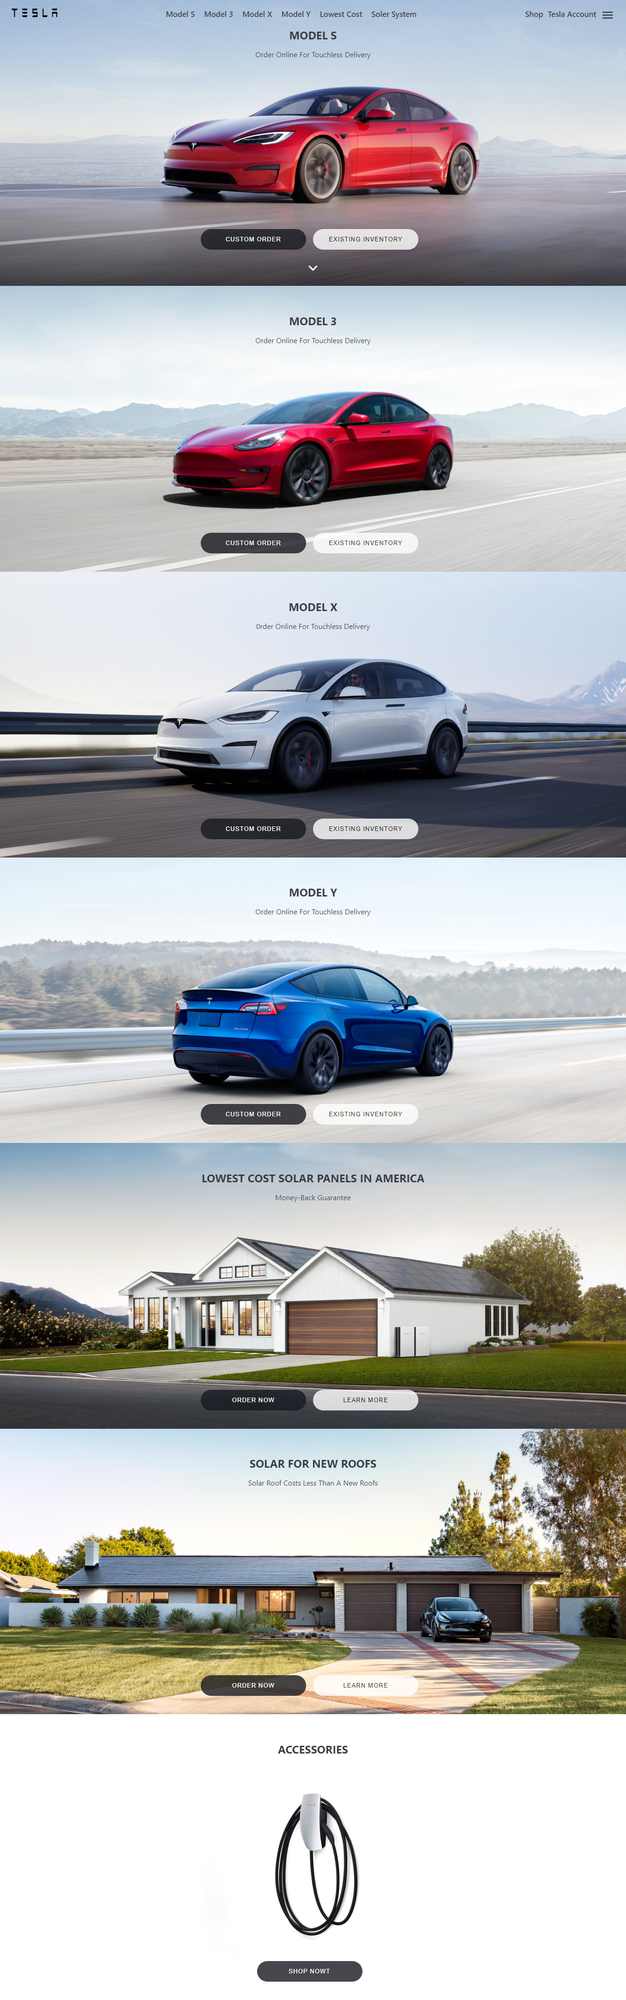 TESLA Model S Model 3 Model X Model Y Lowest Cost Soler System Shop Tesla Account
MODEL S
Order Online For Touchless Delivery
CUSTOM ORDER EXISTING INVENTORY
MODEL 3
Order Online For Touchless Delivery
CUSTOM ORDER EXISTING INVENTORY
MODEL X
0rder Online For Touchless Delivery
CUSTOM ORDER EXISTING INVENTORY
MODEL Y
Order Online For Touchless Delivery
CUSTOM ORDER EXISTING INVENTORY
LOWEST COST SOLAR PANELS IN AMERICA
Money-Back Guarantee
ORDER NOW LEARN MORE
SOLAR FOR NEW ROOFS
Solar Roof Costs Less Than A New Roofs
ORDER NOW LEARN MORE
ACCESSORIES
SHOP NOWT